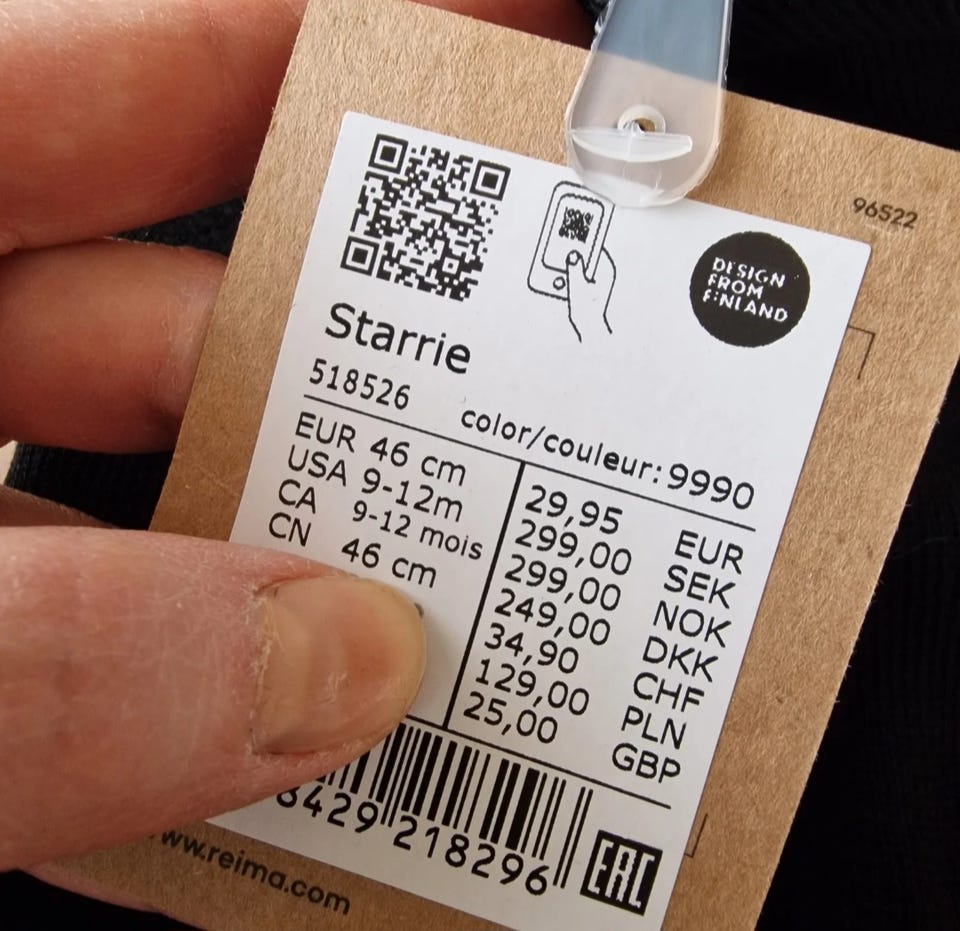 96522
DESIGN
FROM
FINLAND
Starrie
518526 color/couleur: 9990
EUR 46 cm
USA 9-12m
CA 9-12 mois
CN 46 cm
29,95 EUR
299,00 SEK
299,00 NOK
249,00 DKK
34,90 CHF
129,00 PLN
25,00 GBP
8429 218296
EAC
www.reima.com